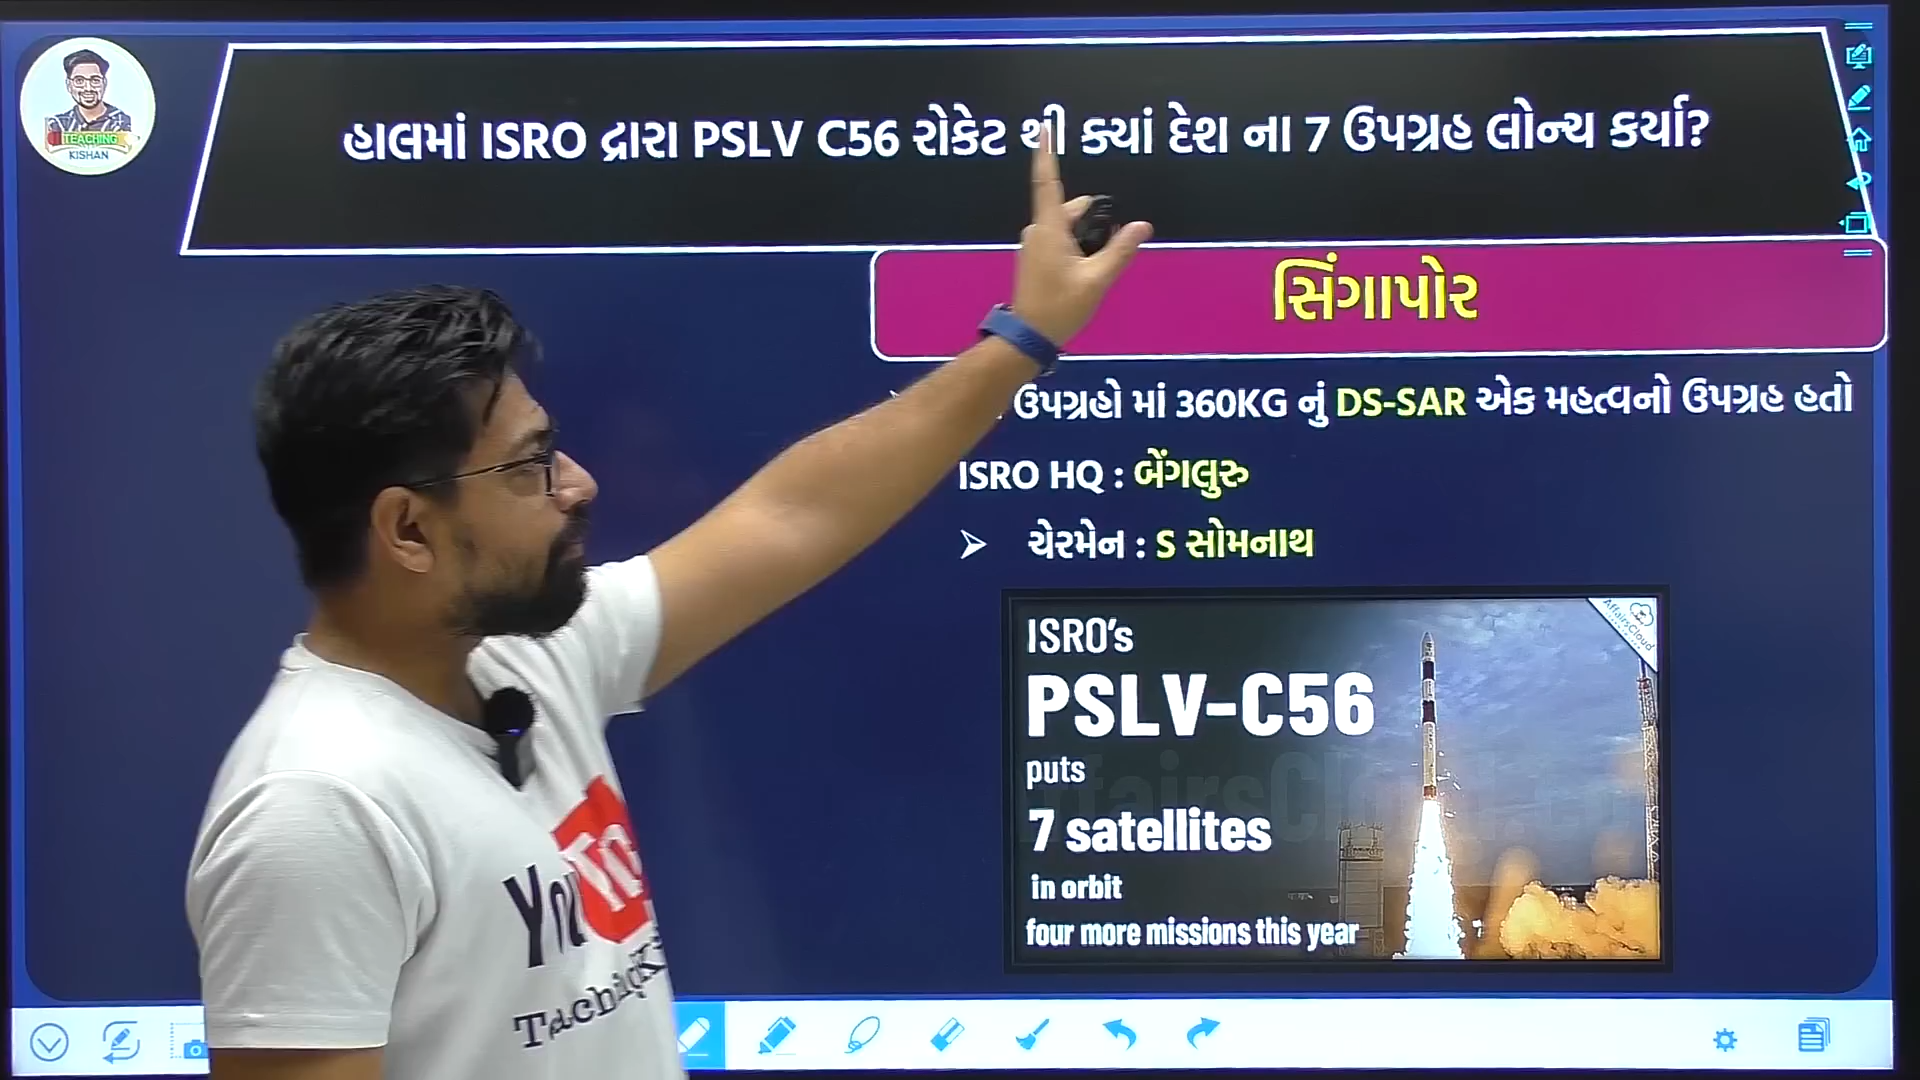 હાલમાં ISRO દ્વારા PSLV C56 રોકેટ થી ક્યાં દેશ ના 7 ઉપગ્રહ લોન્ચ કર્યા?
TEACHING
KISHAN
સિંગાપોર
ઉપગ્રહો માં 360KG નું DS-SAR એક મહત્વનો ઉપગ્રહ હતો
ISRO HQ : બેંગલુરુ
➢ ચેરમેન : S સોમનાથ
ISRO's
AffairsCloud
PSLV-C56
puts
7 satellites
in orbit
four more missions this year
You